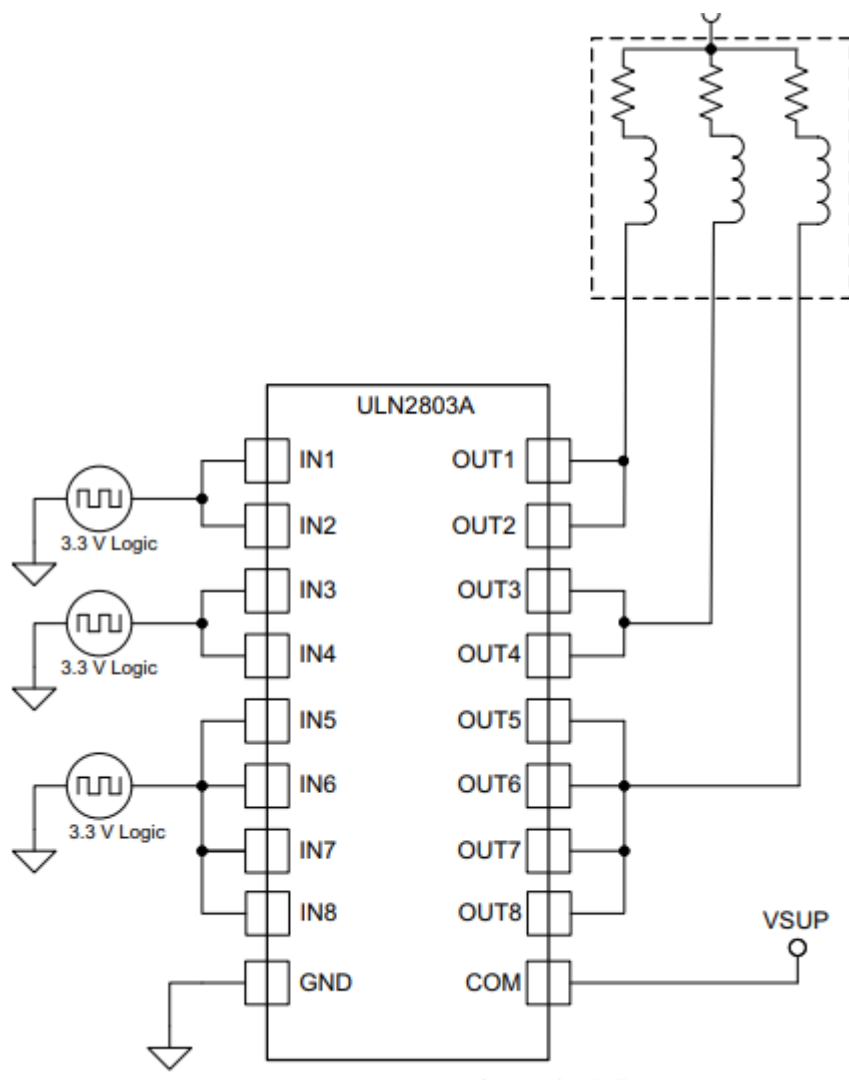 ULN2803A
IN1 OUT1
3.3 V Logic
IN2 OUT2
IN3 OUT3
3.3 V Logic
IN4 OUT4
IN5 OUT5
IN6 OUT6
3.3 V Logic
IN7 OUT7
IN8 OUT8
VSUP
GND COM